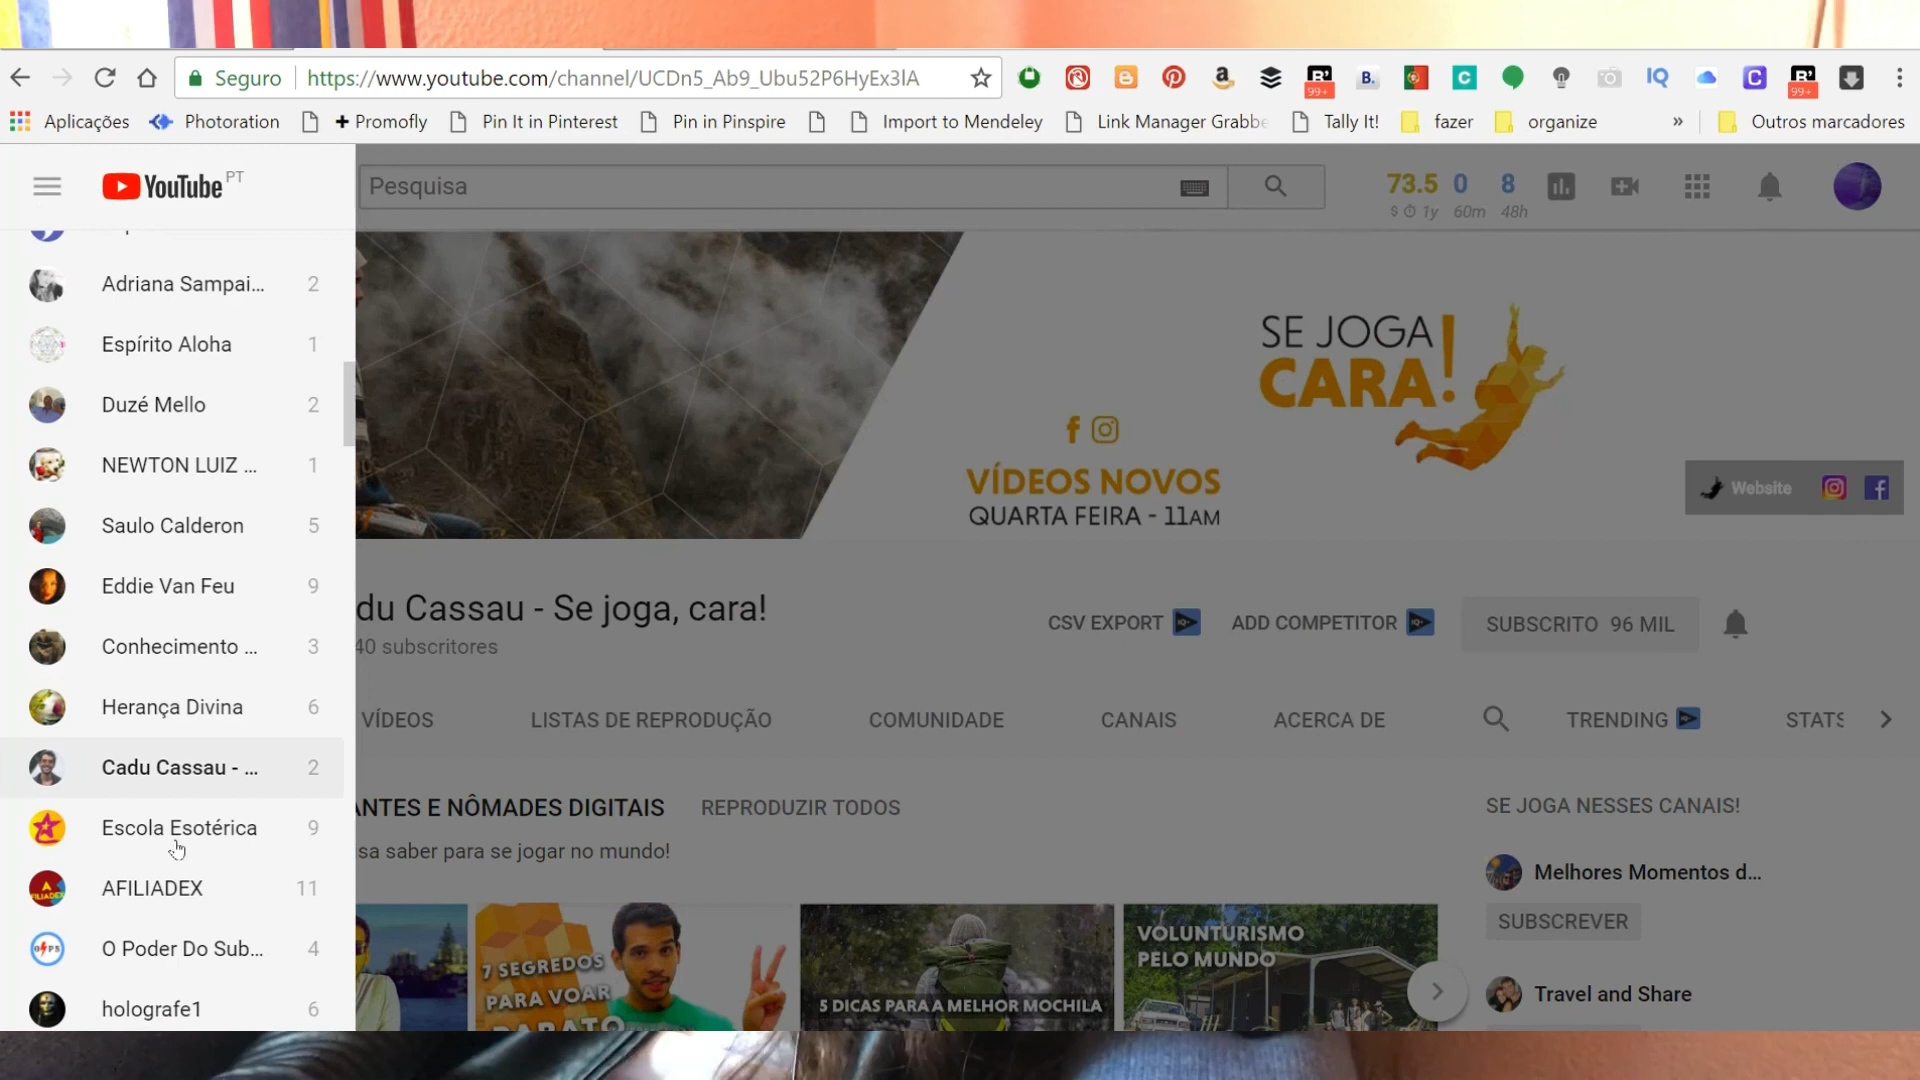 Seguro https://www.youtube.com/channel/UCDn5_Ab9_Ubu52P6HyEx3lA
99+
99+
Aplicações Photoration + Promofly Pin It in Pinterest Pin in Pinspire Import to Mendeley Link Manager Grabbe Tally It! fazer organize » Outros marcadores
YouTube PT
Pesquisa
73.5 0 8
$ 1y 60m 48h
Adriana Sampai... 2
Espírito Aloha 1
Duzé Mello 2
NEWTON LUIZ ... 1
Saulo Calderon 5
Eddie Van Feu 9
Conhecimento ... 3
Herança Divina 6
Cadu Cassau - ... 2
Escola Esotérica 9
AFILIADEX 11
O Poder Do Sub... 4
holografe1 6
SE JOGA
CARA!
VÍDEOS NOVOS
QUARTA FEIRA - 11AM
Website
du Cassau - Se joga, cara!
40 subscritores
CSV EXPORT
ADD COMPETITOR
SUBSCRITO 96 MIL
VÍDEOS LISTAS DE REPRODUÇÃO COMUNIDADE CANAIS ACERCA DE TRENDING STATS
ANTES E NÔMADES DIGITAIS REPRODUZIR TODOS
sa saber para se jogar no mundo!
7 SEGREDOS
PARA VOAR
BARATO
5 DICAS PARA A MELHOR MOCHILA
VOLUNTURISMO
PELO MUNDO
SE JOGA NESSES CANAIS!
Melhores Momentos d...
SUBSCREVER
Travel and Share